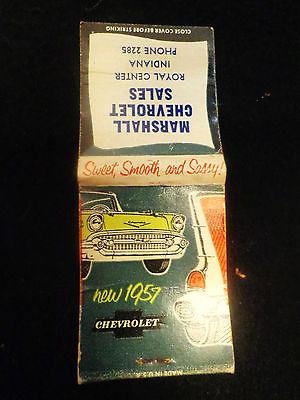 CLOSE COVER BEFORE STRIKING
MARSHALL
CHEVROLET
SALES
ROYAL CENTER
INDIANA
PHONE 2285
Sweet, Smooth and Sassy!
new 1957
CHEVROLET
MADE IN U.S.A.